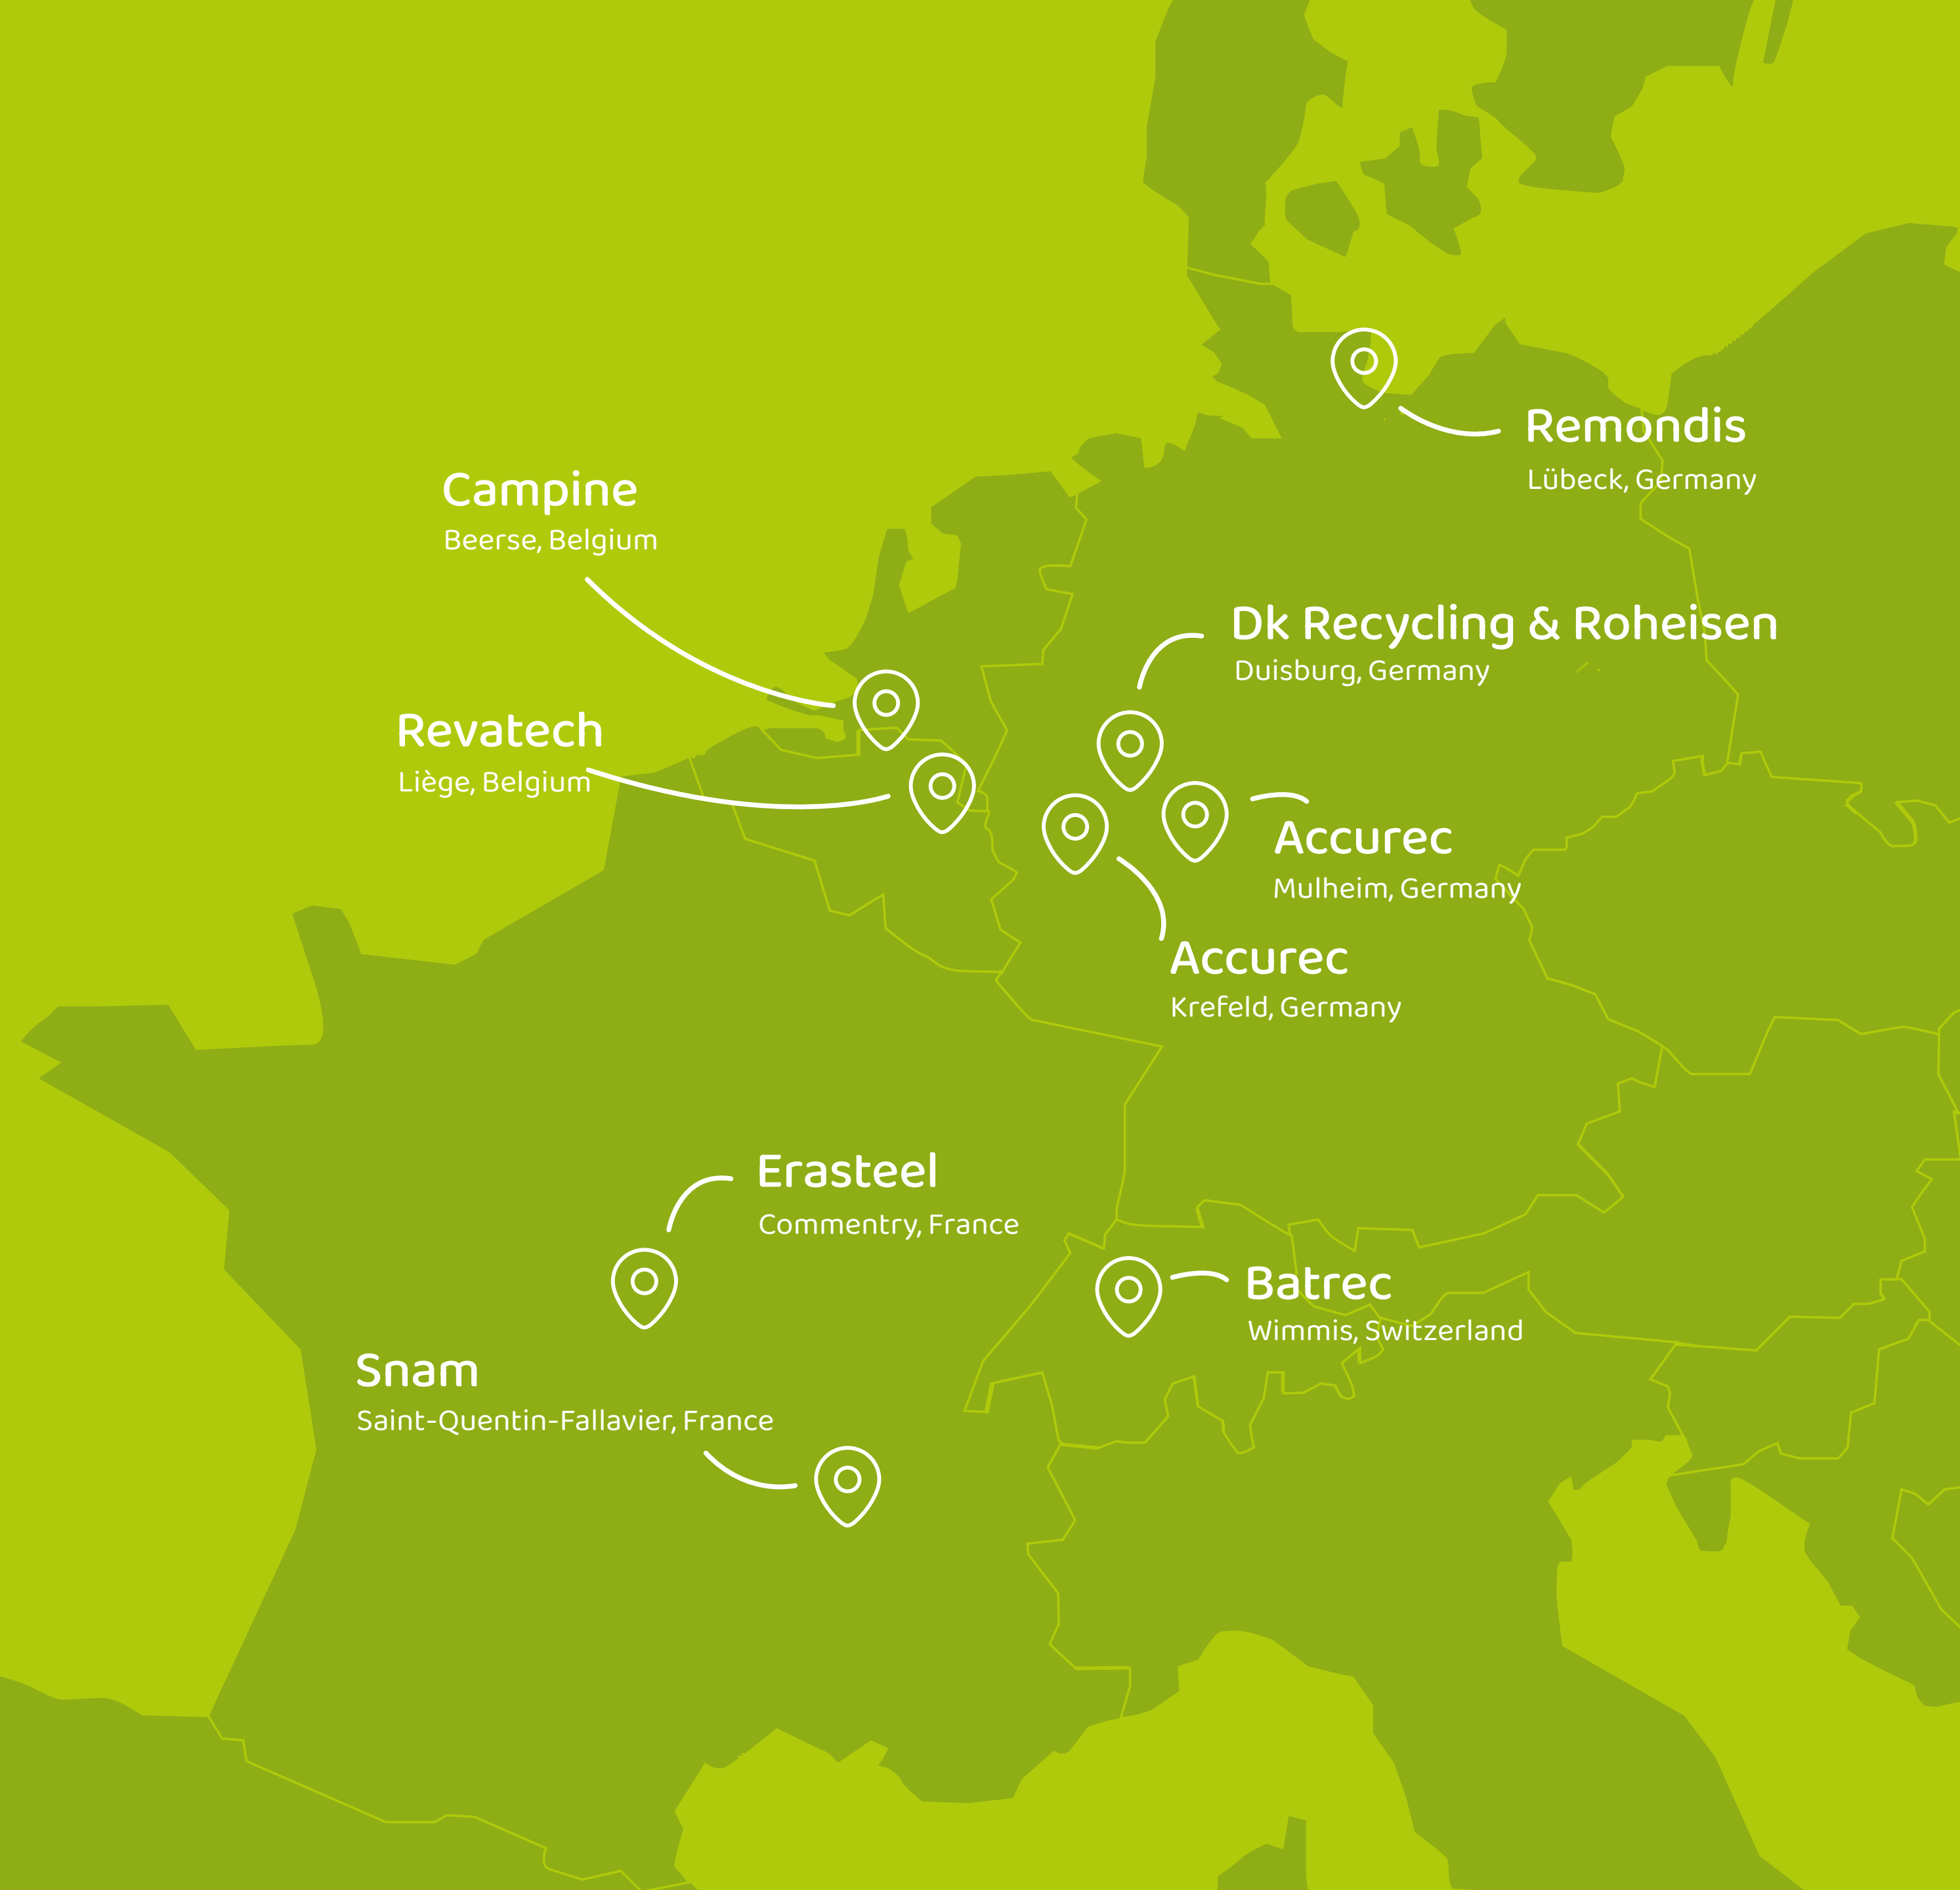 Remondis
Lübeck, Germany
Campine
Beerse, Belgium
Dk Recycling & Roheisen
Duisburg, Germany
Revatech
Liège, Belgium
Accurec
Mulheim, Germany
Accurec
Krefeld, Germany
Erasteel
Commentry, France
Batrec
Wimmis, Switzerland
Snam
Saint-Quentin-Fallavier, France